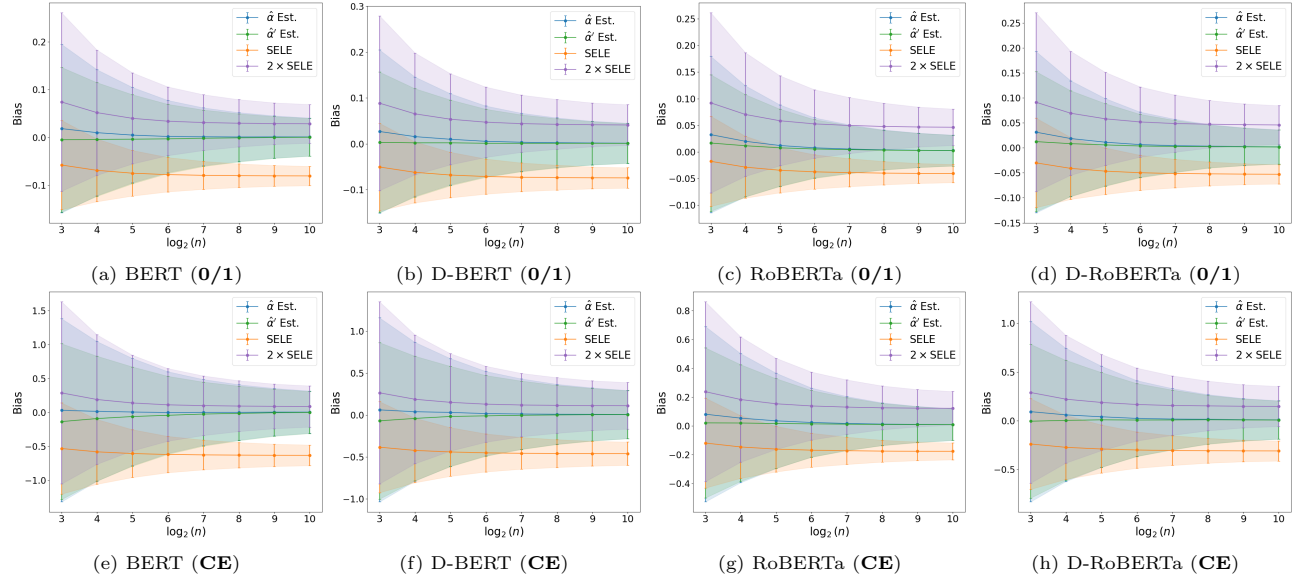 α̂ Est.
α̂′ Est.
SELE
2 × SELE
Bias
0.2
0.1
0.0
−0.1
3 4 5 6 7 8 9 10
log₂(n)
(a) BERT (0/1)
α̂ Est.
α̂′ Est.
SELE
2 × SELE
Bias
0.2
0.1
0.0
−0.1
3 4 5 6 7 8 9 10
log₂(n)
(b) D-BERT (0/1)
α̂ Est.
α̂′ Est.
SELE
2 × SELE
Bias
0.25
0.20
0.15
0.10
0.05
0.00
−0.05
−0.10
3 4 5 6 7 8 9 10
log₂(n)
(c) RoBERTa (0/1)
α̂ Est.
α̂′ Est.
SELE
2 × SELE
Bias
0.25
0.20
0.15
0.10
0.05
0.00
−0.05
−0.10
−0.15
3 4 5 6 7 8 9 10
log₂(n)
(d) D-RoBERTa (0/1)
α̂ Est.
α̂′ Est.
SELE
2 × SELE
Bias
1.5
1.0
0.5
0.0
−0.5
−1.0
3 4 5 6 7 8 9 10
log₂(n)
(e) BERT (CE)
α̂ Est.
α̂′ Est.
SELE
2 × SELE
Bias
1.0
0.5
0.0
−0.5
−1.0
3 4 5 6 7 8 9 10
log₂(n)
(f) D-BERT (CE)
α̂ Est.
α̂′ Est.
SELE
2 × SELE
Bias
0.8
0.6
0.4
0.2
0.0
−0.2
−0.4
3 4 5 6 7 8 9 10
log₂(n)
(g) RoBERTa (CE)
α̂ Est.
α̂′ Est.
SELE
2 × SELE
Bias
1.0
0.5
0.0
−0.5
3 4 5 6 7 8 9 10
log₂(n)
(h) D-RoBERTa (CE)